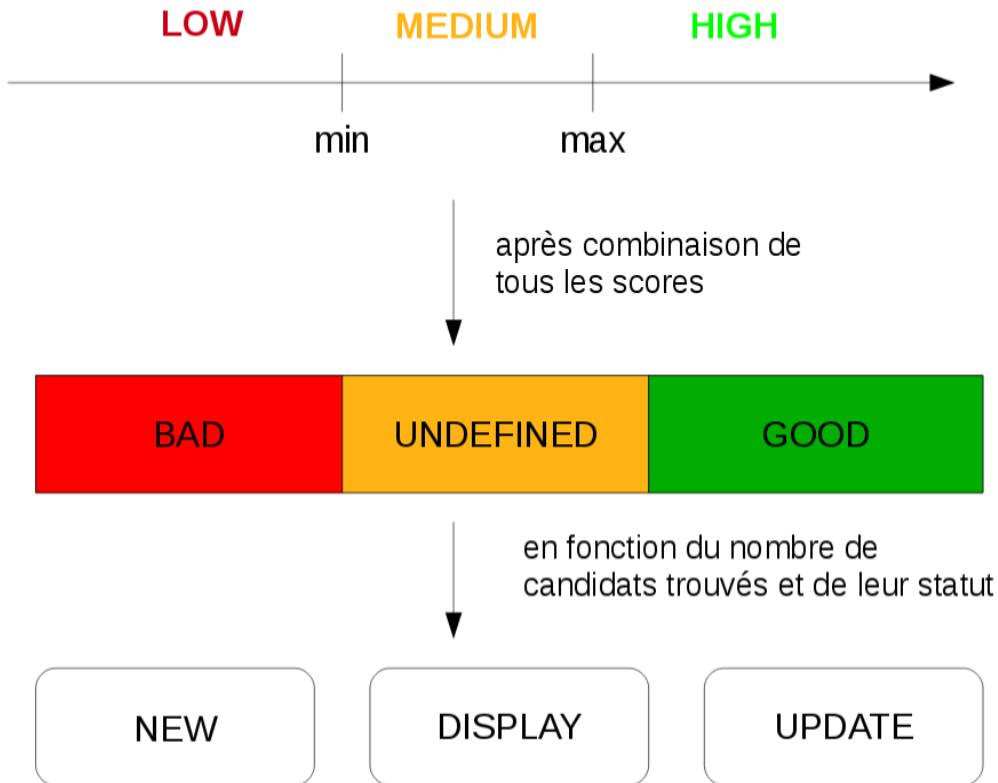 LOW MEDIUM HIGH
min max
après combinaison de
tous les scores
BAD UNDEFINED GOOD
en fonction du nombre de
candidats trouvés et de leur statut
NEW DISPLAY UPDATE